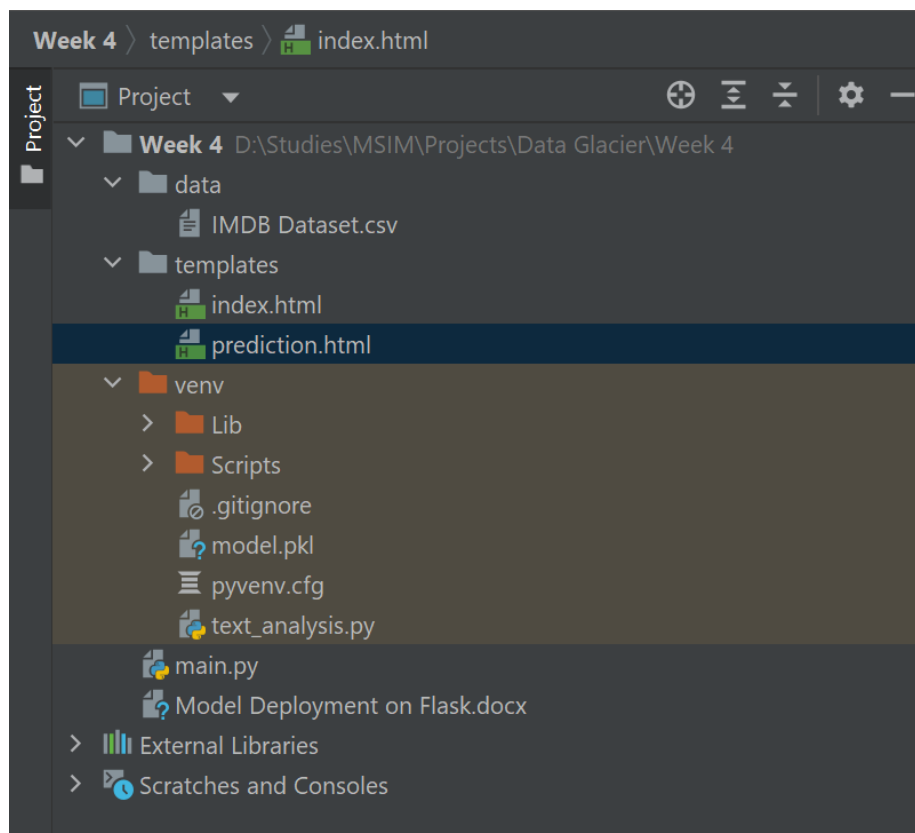 Week 4 templates index.html
Project
Project
Week 4 D:\Studies\MSIM\Projects\Data Glacier\Week 4
data
IMDB Dataset.csv
templates
H index.html
H prediction.html
venv
Lib
Scripts
.gitignore
model.pkl
pyvenv.cfg
text_analysis.py
main.py
Model Deployment on Flask.docx
External Libraries
Scratches and Consoles